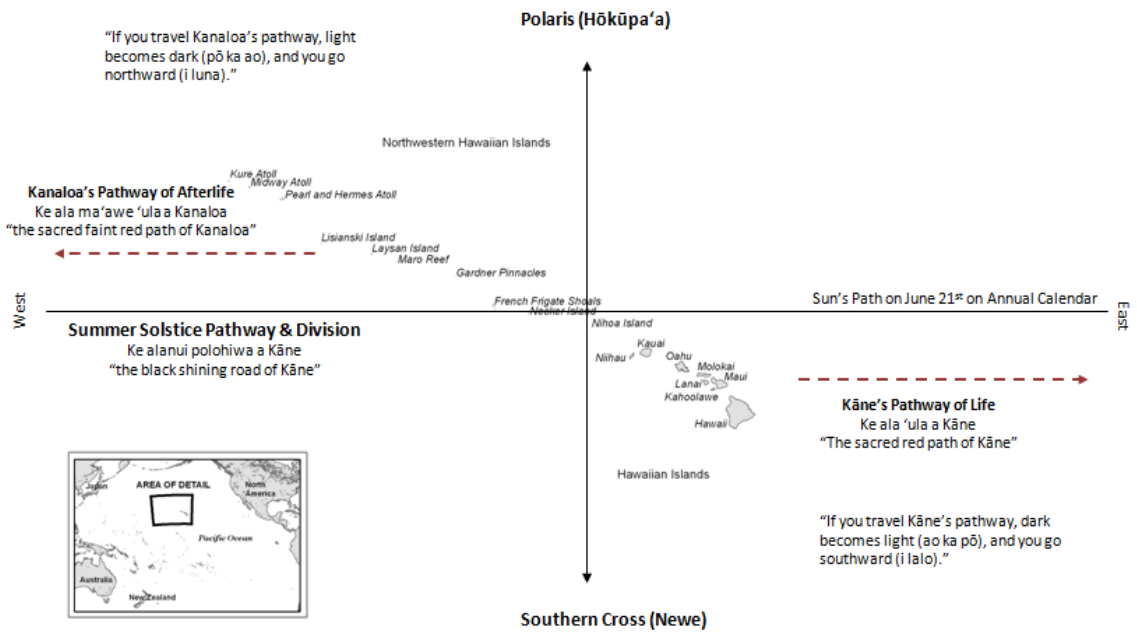 Polaris (Hōkūpa‘a)
“If you travel Kanaloa’s pathway, light
becomes dark (pō ka ao), and you go
northward (i luna).”
Northwestern Hawaiian Islands
Kure Atoll
Midway Atoll
Pearl and Hermes Atoll
Kanaloa’s Pathway of Afterlife
Ke ala ma‘awe ‘ula a Kanaloa
“the sacred faint red path of Kanaloa”
Lisianski Island
Laysan Island
Maro Reef
Gardner Pinnacles
French Frigate Shoals
Necker Island
West
Sun’s Path on June 21st on Annual Calendar
East
Summer Solstice Pathway & Division
Ke alanui polohiwa a Kāne
“the black shining road of Kāne”
Nihoa Island
Kauai
Niihau
Oahu
Molokai
Lanai
Maui
Kahoolawe
Hawaii
Kāne’s Pathway of Life
Ke ala ‘ula a Kāne
“The sacred red path of Kāne”
Hawaiian Islands
AREA OF DETAIL
Japan
North
America
Pacific Ocean
Australia
New Zealand
“If you travel Kāne’s pathway, dark
becomes light (ao ka pō), and you go
southward (i lalo).”
Southern Cross (Newe)